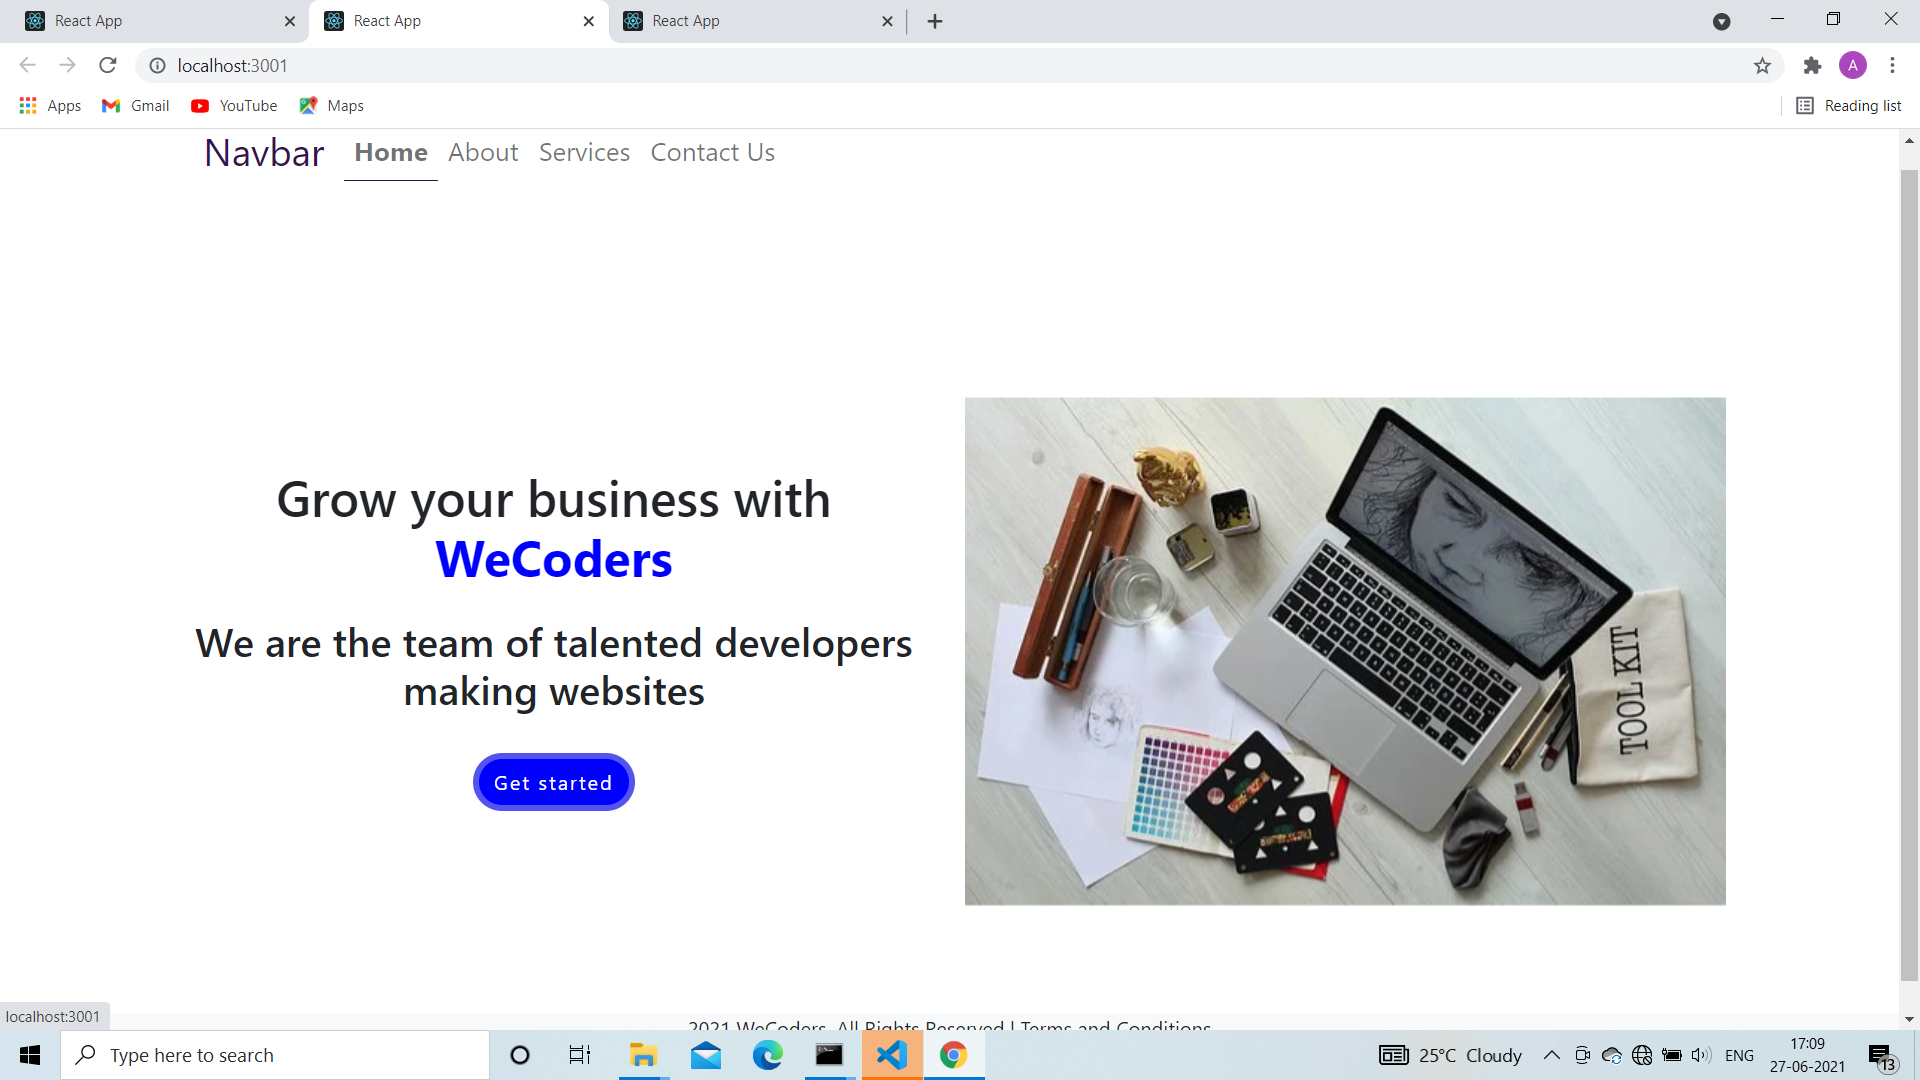 React App
React App
React App
localhost:3001
A
Apps
Gmail
YouTube
Maps
Reading list
Navbar
Home
About
Services
Contact Us
Grow your business with
WeCoders
We are the team of talented developers
making websites
Get started
TOOL KIT
localhost:3001
2021 WeCoders. All Rights Reserved | Terms and Conditions
Type here to search
25°C Cloudy
ENG
17:09
27-06-2021
13